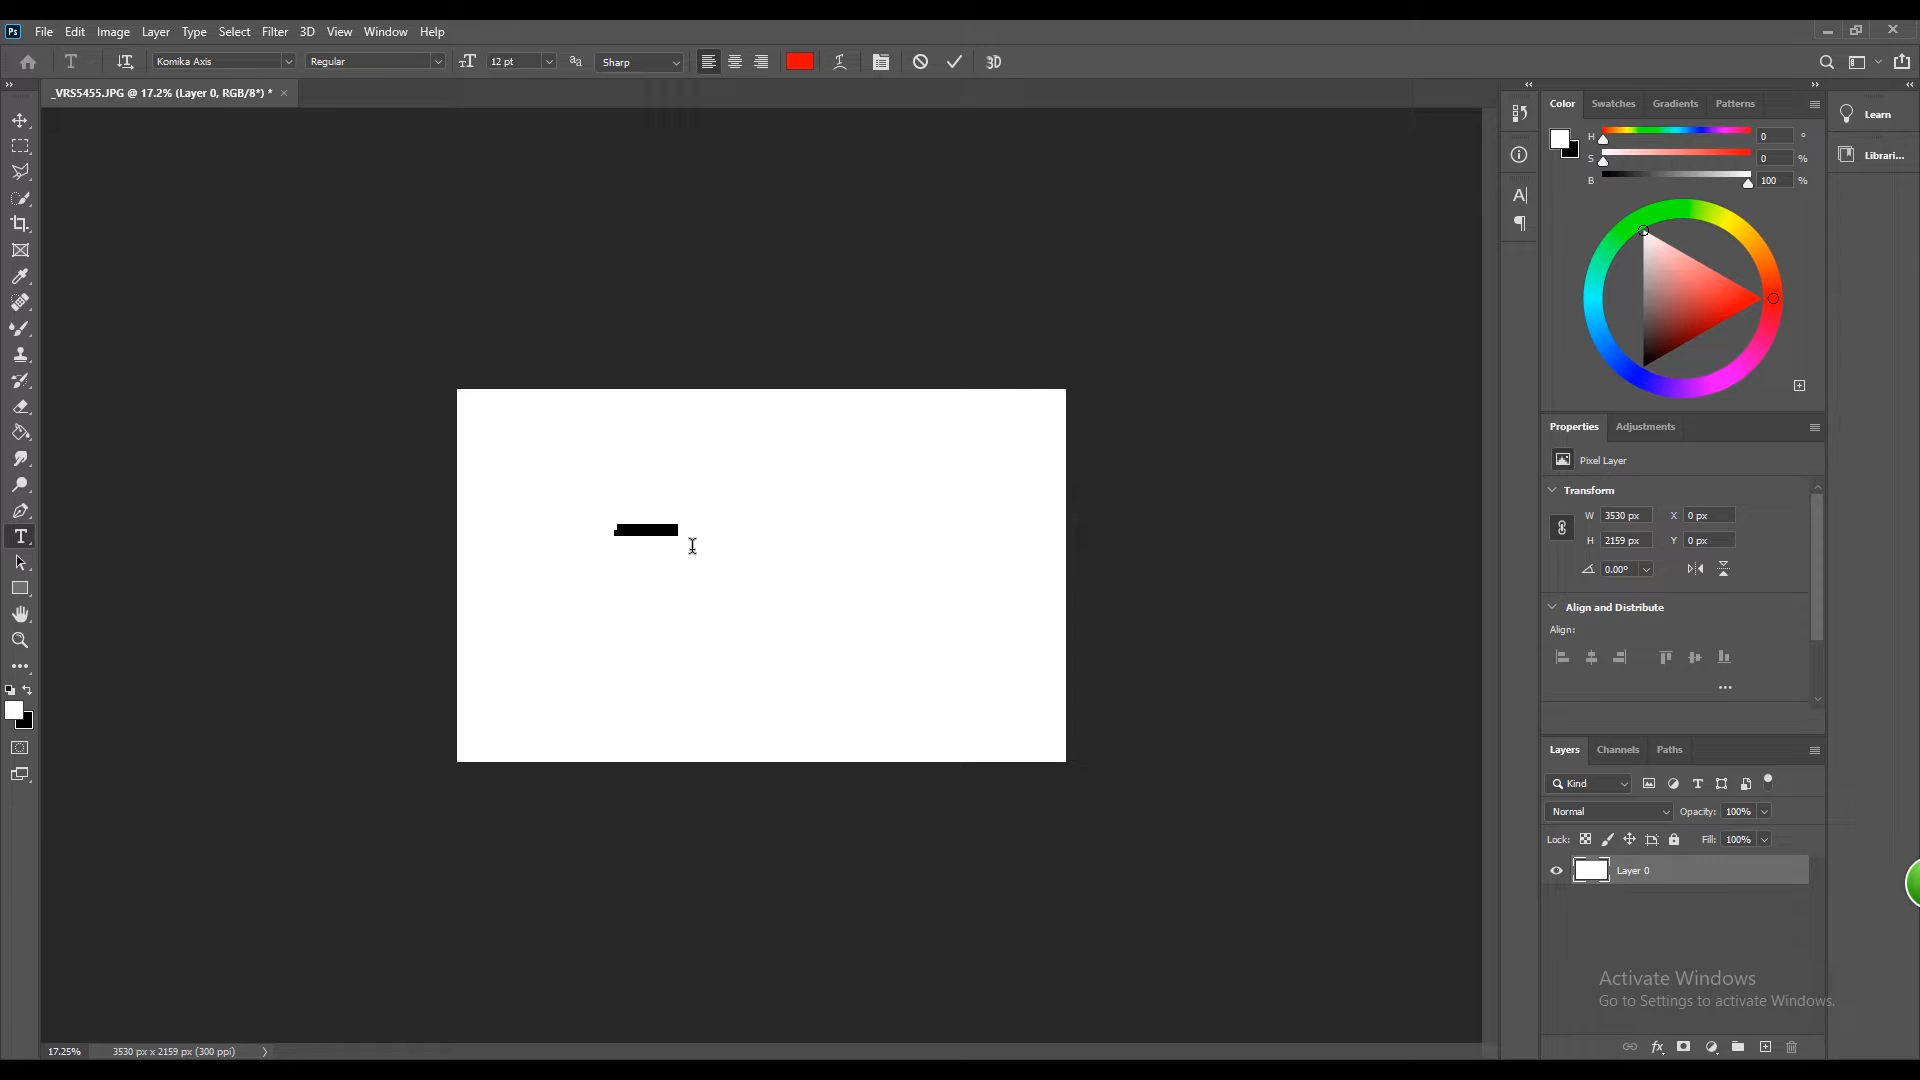 Ps File Edit Image Layer Type Select Filter 3D View Window Help
T T Komika Axis Regular TT 12 pt aa Sharp 3D
_VRS5455.JPG @ 17.2% (Layer 0, RGB/8*) * ×
Color Swatches Gradients Patterns
H 0 °
S 0 %
B 100 %
Learn
Librari...
A|
T
Properties Adjustments
Pixel Layer
Transform
W 3530 px X 0 px
H 2159 px Y 0 px
0.00°
Align and Distribute
Align:
Layers Channels Paths
Kind T
Normal Opacity: 100%
Lock: Fill: 100%
Layer 0
Activate Windows
Go to Settings to activate Windows.
fx
17.25% 3530 px x 2159 px (300 ppi)